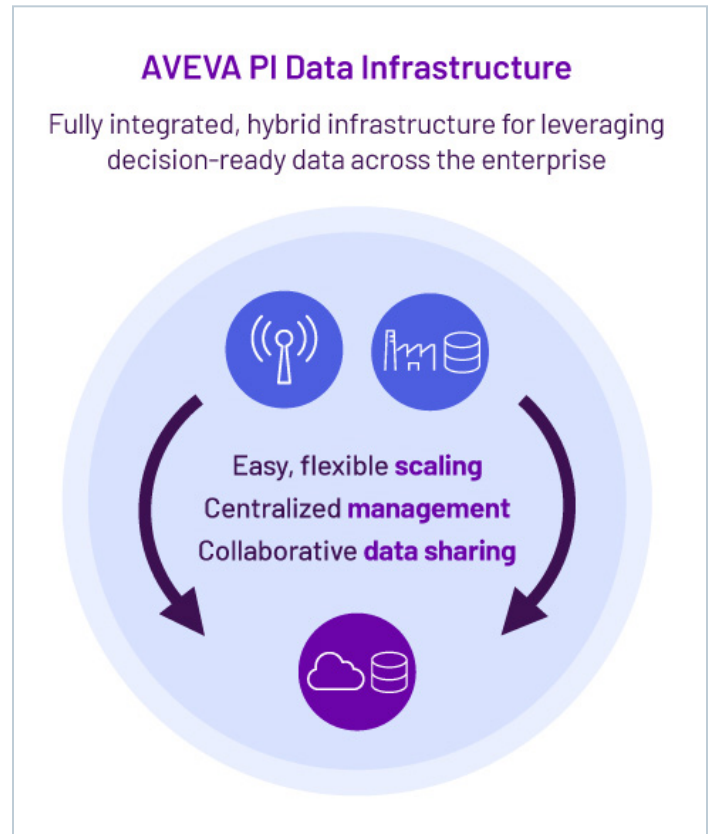 AVEVA PI Data Infrastructure
Fully integrated, hybrid infrastructure for leveraging
decision-ready data across the enterprise
Easy, flexible scaling
Centralized management
Collaborative data sharing